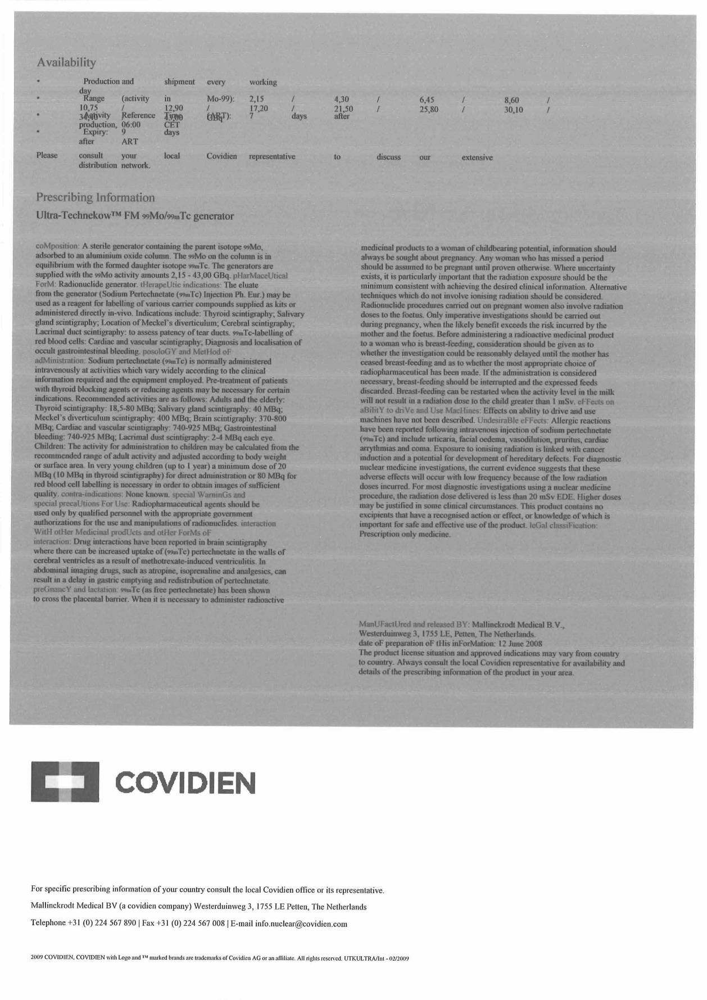 Availability
• Production and shipment every working
day
• Range (activity in Mo-99): 2,15 / 4,30 / 6,45 / 8,60 /
10,75 / 12,90 / 17,20 / 21,50 / 25,80 / 30,10 /
• Reference 7 days after
production, 06:00 CET
• Expiry: 9 days
after ART
Please consult your local Covidien representative to discuss our extensive
distribution network.
Prescribing Information
Ultra-Technekow™ FM 99Mo/99mTc generator
coMposition: A sterile generator containing the parent isotope 99Mo,
adsorbed to an aluminium oxide column. The 99Mo on the column is in
equilibrium with the formed daughter isotope 99mTc. The generators are
supplied with the 99Mo activity amounts 2,15 - 43,00 GBq. pHarMaceUtical
ForM: Radionuclide generator. tHerapeUtic indications: The eluate
from the generator (Sodium Pertechnetate (99mTc) Injection Ph. Eur.) may be
used as a reagent for labelling of various carrier compounds supplied as kits or
administered directly in-vivo. Indications include: Thyroid scintigraphy; Salivary
gland scintigraphy; Location of Meckel's diverticulum; Cerebral scintigraphy;
Lacrimal duct scintigraphy: to assess patency of tear ducts. 99mTc-labelling of
red blood cells: Cardiac and vascular scintigraphy; Diagnosis and localisation of
occult gastrointestinal bleeding. posoloGY and MetHod oF
adMinistration: Sodium pertechnetate (99mTc) is normally administered
intravenously at activities which vary widely according to the clinical
information required and the equipment employed. Pre-treatment of patients
with thyroid blocking agents or reducing agents may be necessary for certain
indications. Recommended activities are as follows: Adults and the elderly:
Thyroid scintigraphy: 18,5-80 MBq; Salivary gland scintigraphy: 40 MBq;
Meckel's diverticulum scintigraphy: 400 MBq; Brain scintigraphy: 370-800
MBq; Cardiac and vascular scintigraphy: 740-925 MBq; Gastrointestinal
bleeding: 740-925 MBq; Lacrimal dust scintigraphy: 2-4 MBq each eye.
Children: The activity for administration to children may be calculated from the
recommended range of adult activity and adjusted according to body weight
or surface area. In very young children (up to 1 year) a minimum dose of 20
MBq (10 MBq in thyroid scintigraphy) for direct administration or 80 MBq for
red blood cell labelling is necessary in order to obtain images of sufficient
quality. contra-indications: None known. special WarninGs and
special precaUtions For Use: Radiopharmaceutical agents should be
used only by qualified personnel with the appropriate government
authorizations for the use and manipulations of radionuclides. interaction
WitH otHer Medicinal prodUcts and otHer ForMs oF
interaction: Drug interactions have been reported in brain scintigraphy
where there can be increased uptake of (99mTc) pertechnetate in the walls of
cerebral ventricles as a result of methotrexate-induced ventriculitis. In
abdominal imaging drugs, such as atropine, isoprenaline and analgesics, can
result in a delay in gastric emptying and redistribution of pertechnetate.
preGnancY and lactation: 99mTc (as free pertechnetate) has been shown
to cross the placental barrier. When it is necessary to administer radioactive
medicinal products to a woman of childbearing potential, information should
always be sought about pregnancy. Any woman who has missed a period
should be assumed to be pregnant until proven otherwise. Where uncertainty
exists, it is particularly important that the radiation exposure should be the
minimum consistent with achieving the desired clinical information. Alternative
techniques which do not involve ionising radiation should be considered.
Radionuclide procedures carried out on pregnant women also involve radiation
doses to the foetus. Only imperative investigations should be carried out
during pregnancy, when the likely benefit exceeds the risk incurred by the
mother and the foetus. Before administering a radioactive medicinal product
to a woman who is breast-feeding, consideration should be given as to
whether the investigation could be reasonably delayed until the mother has
ceased breast-feeding and as to whether the most appropriate choice of
radiopharmaceutical has been made. If the administration is considered
necessary, breast-feeding should be interrupted and the expressed feeds
discarded. Breast-feeding can be restarted when the activity level in the milk
will not result in a radiation dose to the child greater than 1 mSv. eFFects on
aBilitY to driVe and Use MacHines: Effects on ability to drive and use
machines have not been described. UndesiraBle eFFects: Allergic reactions
have been reported following intravenous injection of sodium pertechnetate
(99mTc) and include urticaria, facial oedema, vasodilution, pruritus, cardiac
arrythmias and coma. Exposure to ionising radiation is linked with cancer
induction and a potential for development of hereditary defects. For diagnostic
nuclear medicine investigations, the current evidence suggests that these
adverse effects will occur with low frequency because of the low radiation
doses incurred. For most diagnostic investigations using a nuclear medicine
procedure, the radiation dose delivered is less than 20 mSv EDE. Higher doses
may be justified in some clinical circumstances. This product contains no
excipients that have a recognised action or effect, or knowledge of which is
important for safe and effective use of the product. leGal classiFication:
Prescription only medicine.
ManUFactUred and released BY: Mallinckrodt Medical B.V.,
Westerduinweg 3, 1755 LE, Petten, The Netherlands.
date oF preparation oF tHis inForMation: 12 June 2008
The product license situation and approved indications may vary from country
to country. Always consult the local Covidien representative for availability and
details of the prescribing information of the product in your area.
COVIDIEN
For specific prescribing information of your country consult the local Covidien office or its representative.
Mallinckrodt Medical BV (a covidien company) Westerduinweg 3, 1755 LE Petten, The Netherlands
Telephone +31 (0) 224 567 890 | Fax +31 (0) 224 567 008 | E-mail info.nuclear@covidien.com
2009 COVIDIEN, COVIDIEN with Logo and ™ marked brands are trademarks of Covidien AG or an affiliate. All rights reserved. UTKULTRA/Int - 02/2009